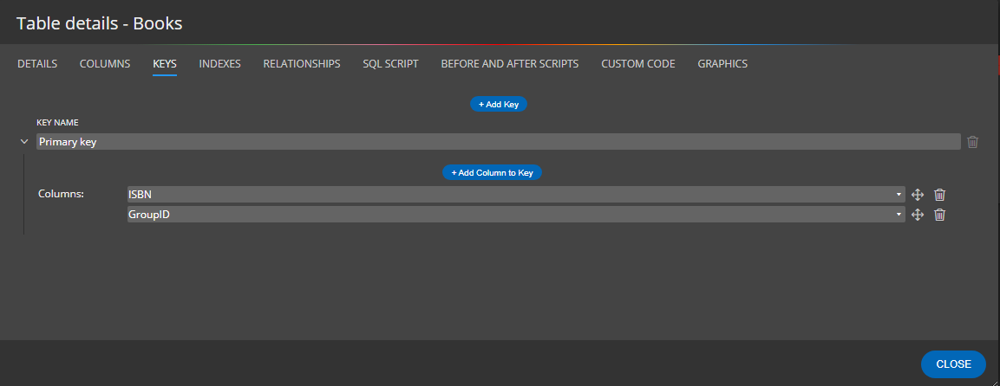 Table details - Books
DETAILS COLUMNS KEYS INDEXES RELATIONSHIPS SQL SCRIPT BEFORE AND AFTER SCRIPTS CUSTOM CODE GRAPHICS
+ Add Key
KEY NAME
Primary key
+ Add Column to Key
Columns: ISBN
GroupID
CLOSE